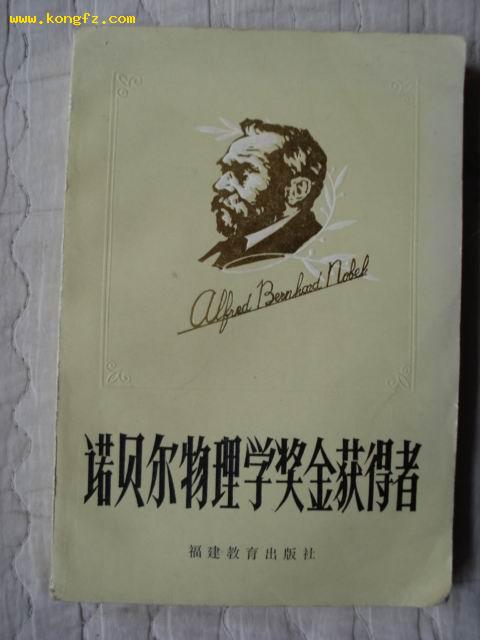 www.kongfz.com
Alfred Bernhard Nobel
诺贝尔物理学奖金获得者
福建教育出版社